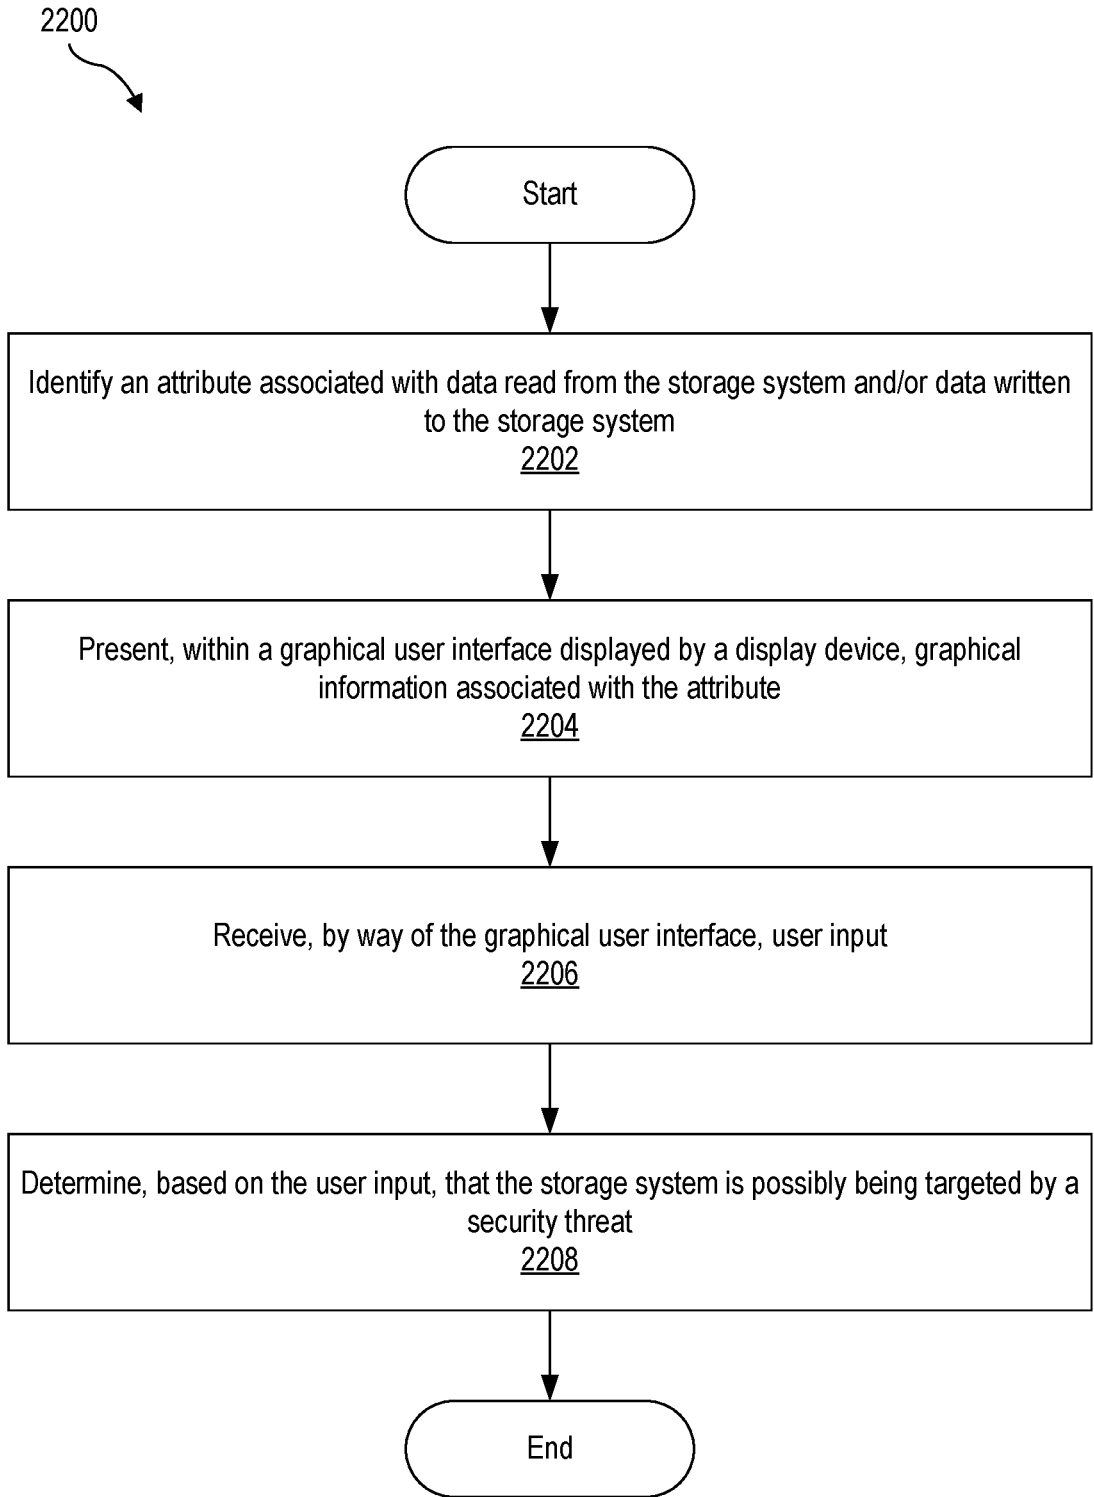 2200
Start
Identify an attribute associated with data read from the storage system and/or data written
to the storage system
2202
Present, within a graphical user interface displayed by a display device, graphical
information associated with the attribute
2204
Receive, by way of the graphical user interface, user input
2206
Determine, based on the user input, that the storage system is possibly being targeted by a
security threat
2208
End